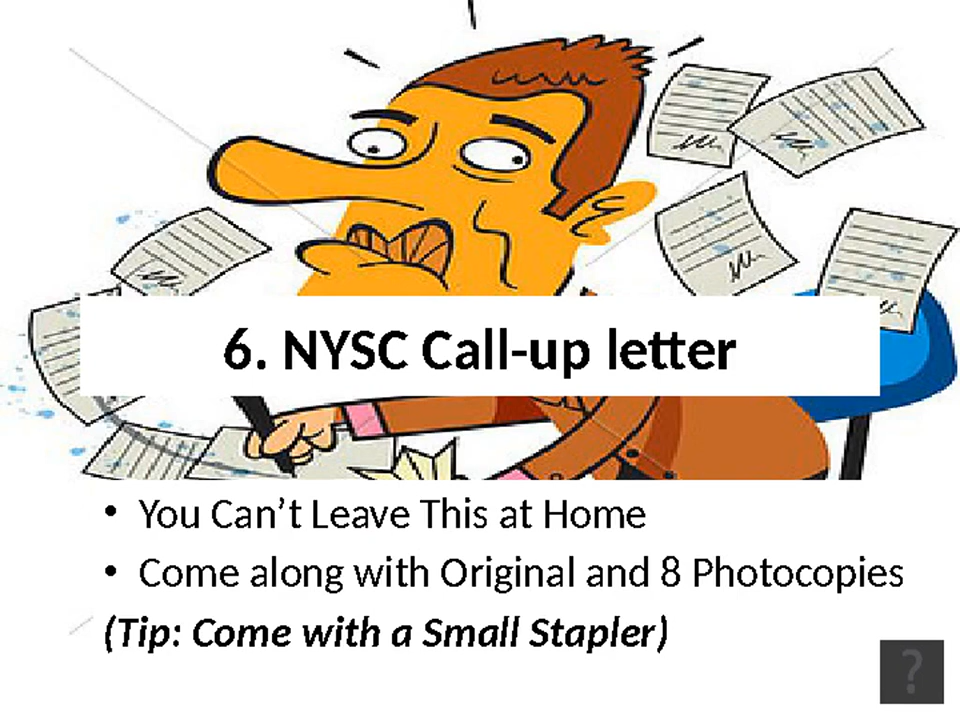 6. NYSC Call-up letter
• You Can’t Leave This at Home
• Come along with Original and 8 Photocopies
(Tip: Come with a Small Stapler)
?